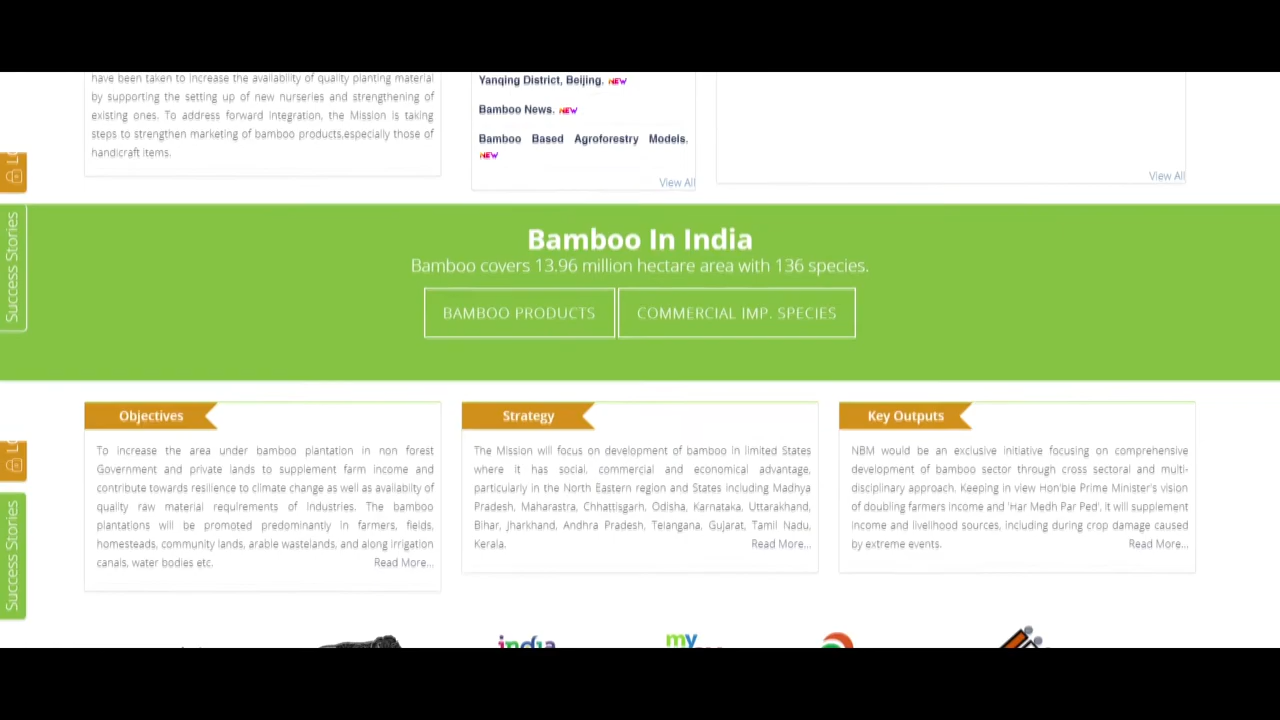 have been taken to increase the availability of quality planting material
by supporting the setting up of new nurseries and strengthening of
existing ones. To address forward integration, the Mission is taking
steps to strengthen marketing of bamboo products,especially those of
handicraft items.
Yanqing District, Beijing. NEW
Bamboo News. NEW
Bamboo Based Agroforestry Models.
NEW
View All
View All
Success Stories
Bamboo In India
Bamboo covers 13.96 million hectare area with 136 species.
BAMBOO PRODUCTS
COMMERCIAL IMP. SPECIES
Objectives
To increase the area under bamboo plantation in non forest
Government and private lands to supplement farm income and
contribute towards resilience to climate change as well as availability of
quality raw material requirements of industries. The bamboo
plantations will be promoted predominantly in farmers, fields,
homesteads, community lands, arable wastelands, and along irrigation
canals, water bodies etc. Read More...
Strategy
The Mission will focus on development of bamboo in limited States
where it has social, commercial and economical advantage,
particularly in the North Eastern region and States including Madhya
Pradesh, Maharastra, Chhattisgarh, Odisha, Karnataka, Uttarakhand,
Bihar, Jharkhand, Andhra Pradesh, Telangana, Gujarat, Tamil Nadu,
Kerala. Read More...
Key Outputs
NBM would be an exclusive initiative focusing on comprehensive
development of bamboo sector through cross sectoral and multi-
disciplinary approach. Keeping in view Hon'ble Prime Minister's vision
of doubling farmers income and 'Har Medh Par Ped', it will supplement
income and livelihood sources, including during crop damage caused
by extreme events. Read More...
Success Stories
india
my